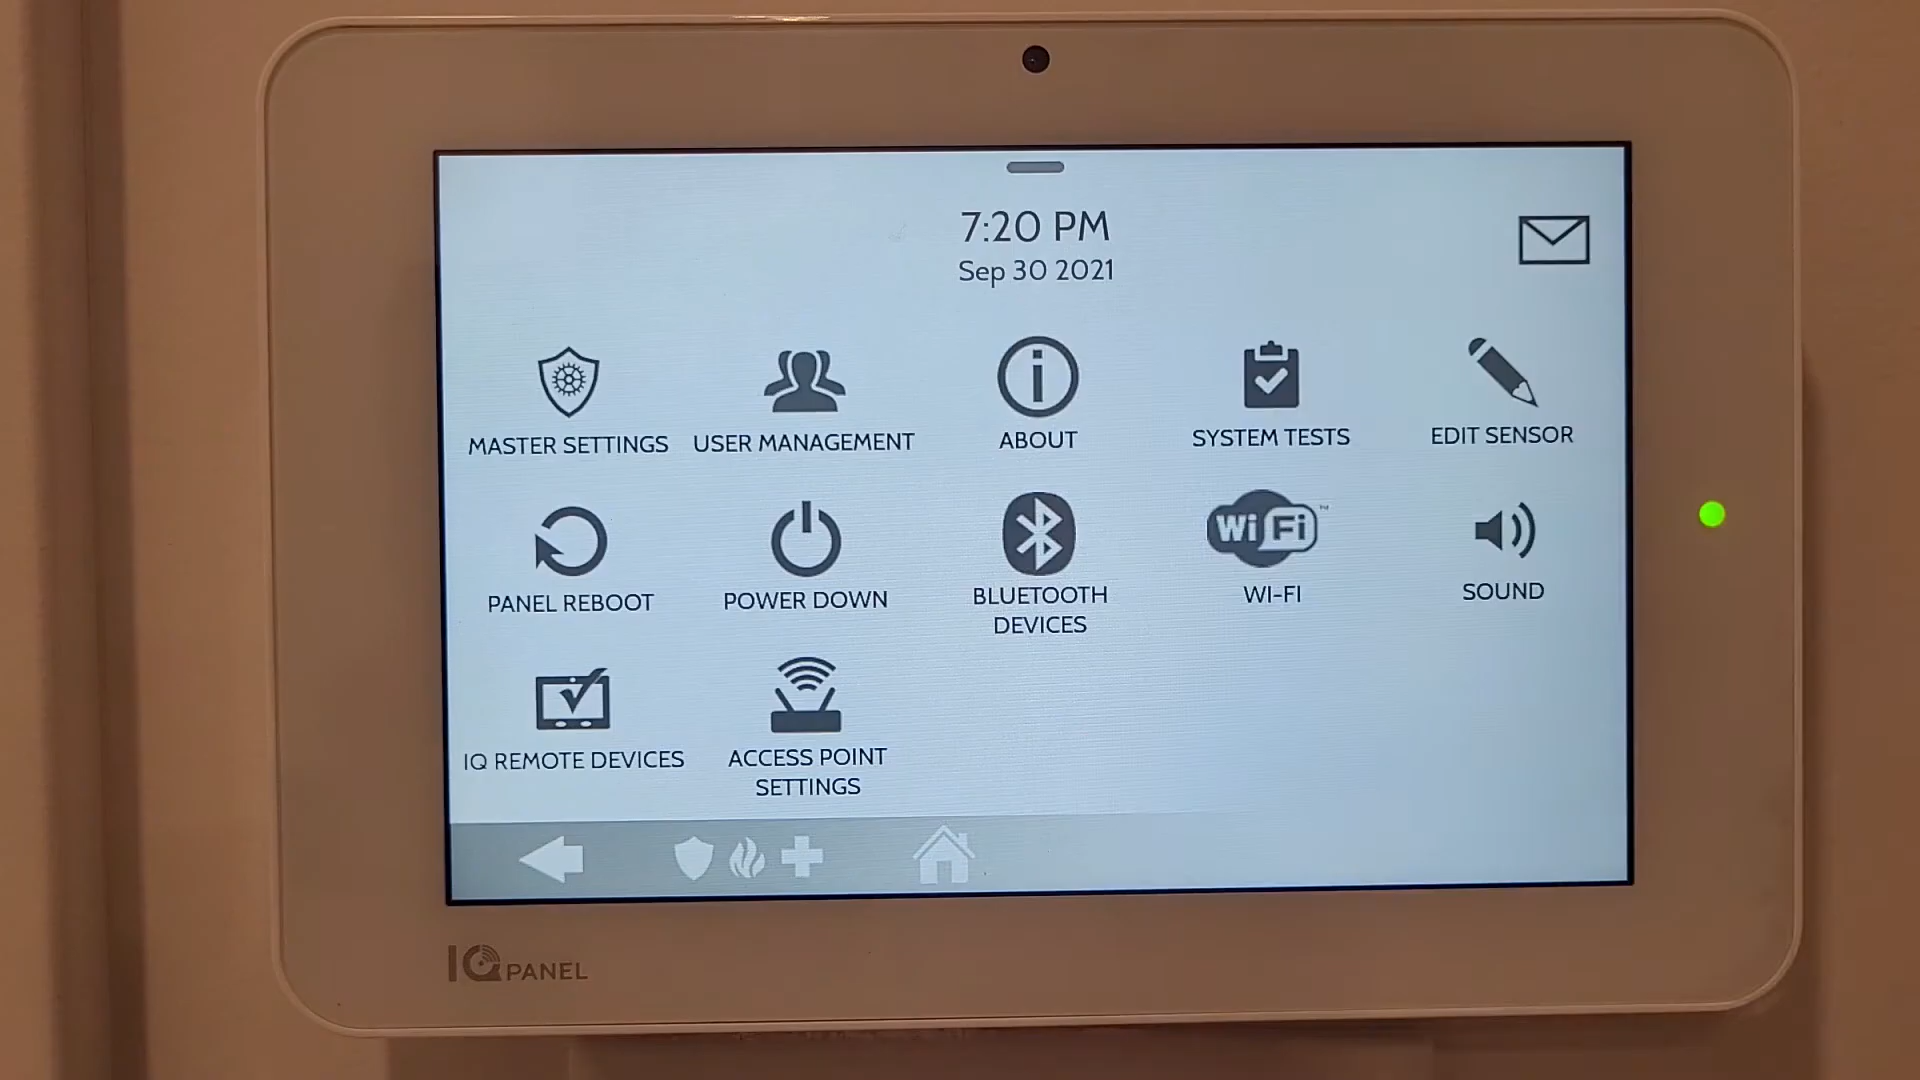 7:20 PM
Sep 30 2021
MASTER SETTINGS
USER MANAGEMENT
ABOUT
SYSTEM TESTS
EDIT SENSOR
PANEL REBOOT
POWER DOWN
BLUETOOTH
DEVICES
Wi Fi™
WI-FI
SOUND
IQ REMOTE DEVICES
ACCESS POINT
SETTINGS
IQ PANEL